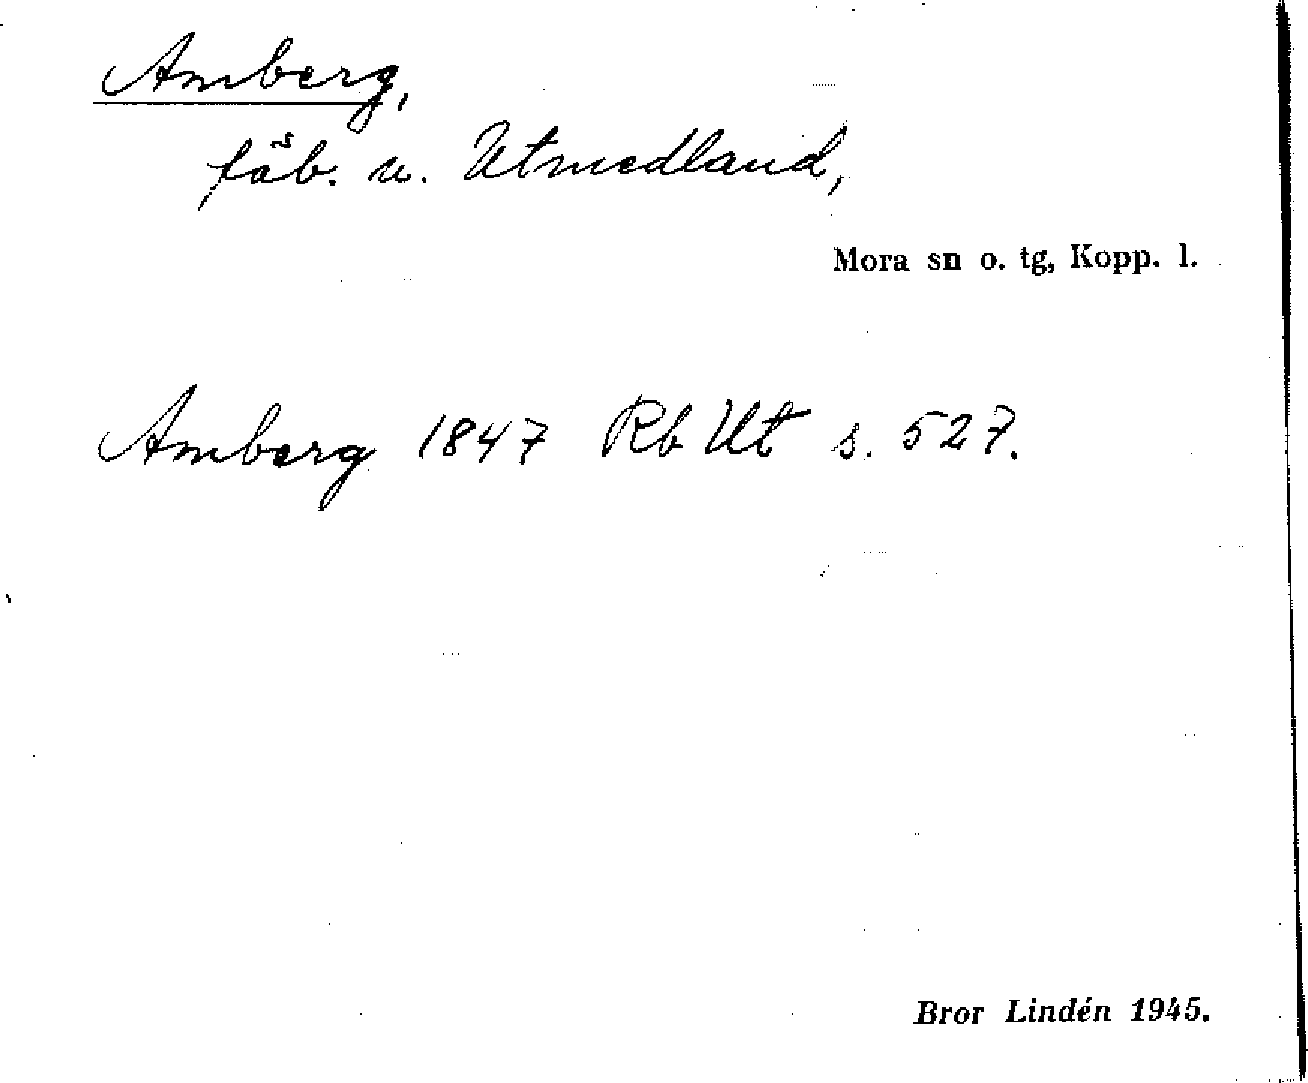 Amberg,
fäb. u. Utmedland,
Mora sn o. tg, Kopp. l.
Amberg 1847 Rb Ut s. 527.
Bror Lindén 1945.